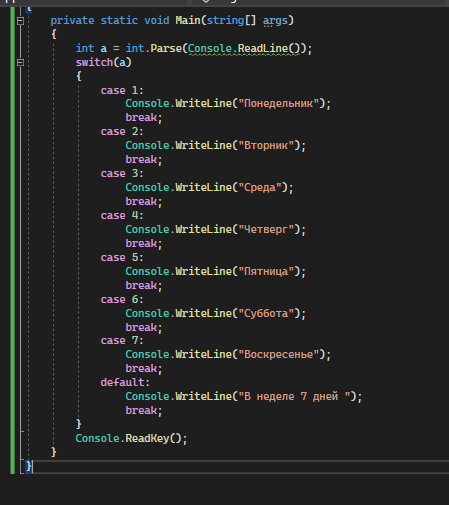 {
private static void Main(string[] args)
{
int a = int.Parse(Console.ReadLine());
switch(a)
{
case 1:
Console.WriteLine("Понедельник");
break;
case 2:
Console.WriteLine("Вторник");
break;
case 3:
Console.WriteLine("Среда");
break;
case 4:
Console.WriteLine("Четверг");
break;
case 5:
Console.WriteLine("Пятница");
break;
case 6:
Console.WriteLine("Суббота");
break;
case 7:
Console.WriteLine("Воскресенье");
break;
default:
Console.WriteLine("В неделе 7 дней ");
break;
}
Console.ReadKey();
}
}